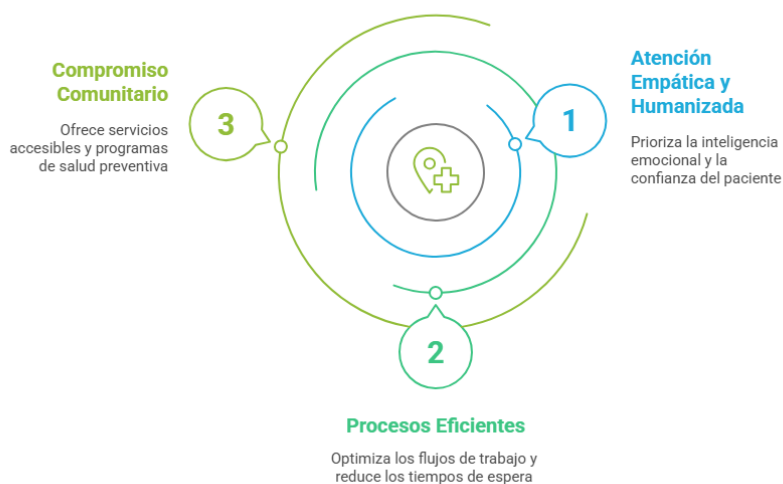 1
Atención
Empática y
Humanizada
Prioriza la inteligencia
emocional y la
confianza del paciente
2
Procesos Eficientes
Optimiza los flujos de trabajo y
reduce los tiempos de espera
3
Compromiso
Comunitario
Ofrece servicios
accesibles y programas
de salud preventiva